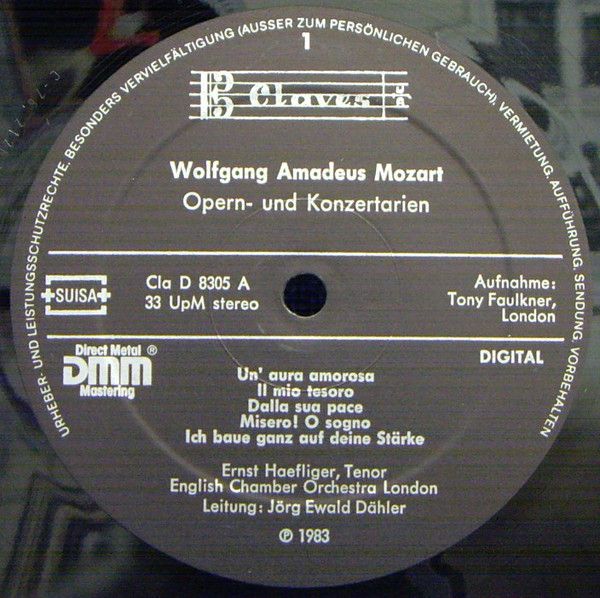 URHEBER- UND LEISTUNGSSCHUTZRECHTE. BESONDERS VERVIELFÄLTIGUNG (AUSSER ZUM PERSÖNLICHEN GEBRAUCH), VERMIETUNG, AUFFÜHRUNG, SENDUNG, VORBEHALTEN
1
Claves
Wolfgang Amadeus Mozart
Opern- und Konzertarien
SUISA
Cla D 8305 A
33 UpM stereo
Aufnahme:
Tony Faulkner,
London
Direct Metal ®
DMM
Mastering
DIGITAL
Un' aura amorosa
Il mio tesoro
Dalla sua pace
Misero! O sogno
Ich baue ganz auf deine Stärke
Ernst Haefliger, Tenor
English Chamber Orchestra London
Leitung: Jörg Ewald Dähler
℗ 1983